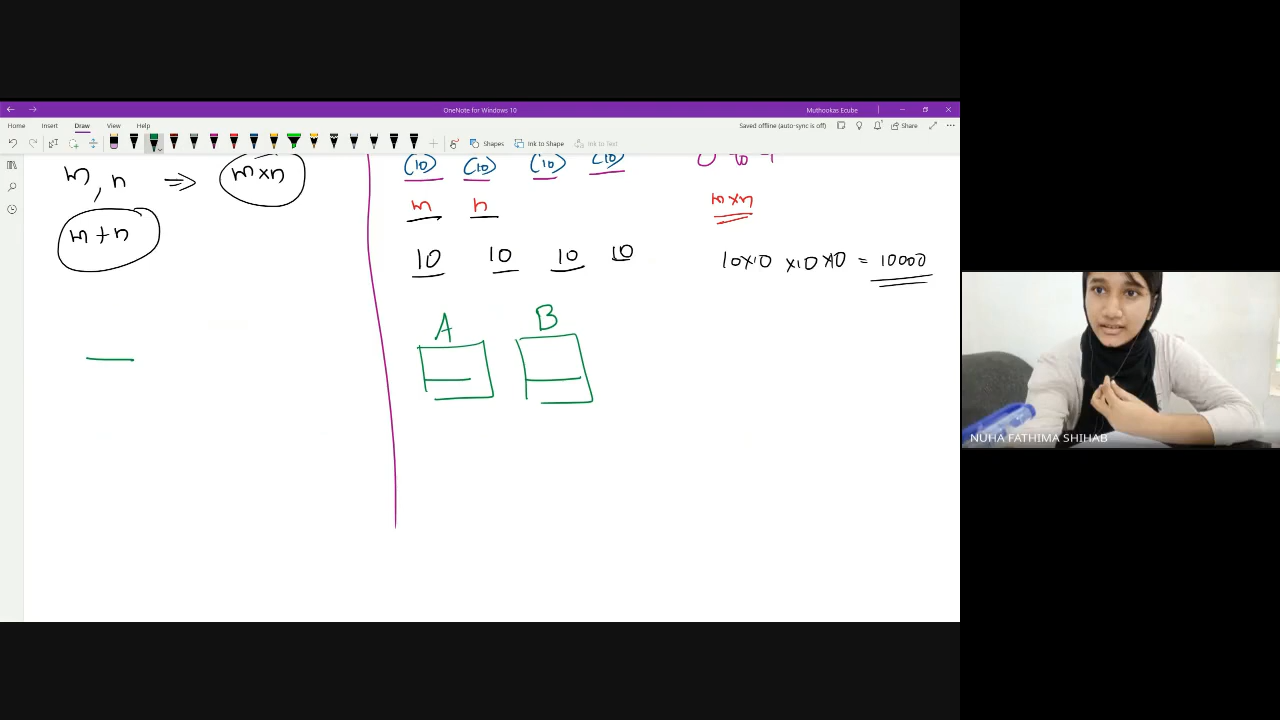 OneNote for Windows 10
Muthookas Ecube
Home Insert Draw View Help
Saved offline (auto-sync is off)
Share
Shapes
Ink to Shape
Ink to Text
(10) (10) (10) (10)
m , n ⇒ m×n
m n
m×n
m + n
10 10 10 10
10×10 ×10×10 = 10000
A B
NUHA FATHIMA SHIHAB